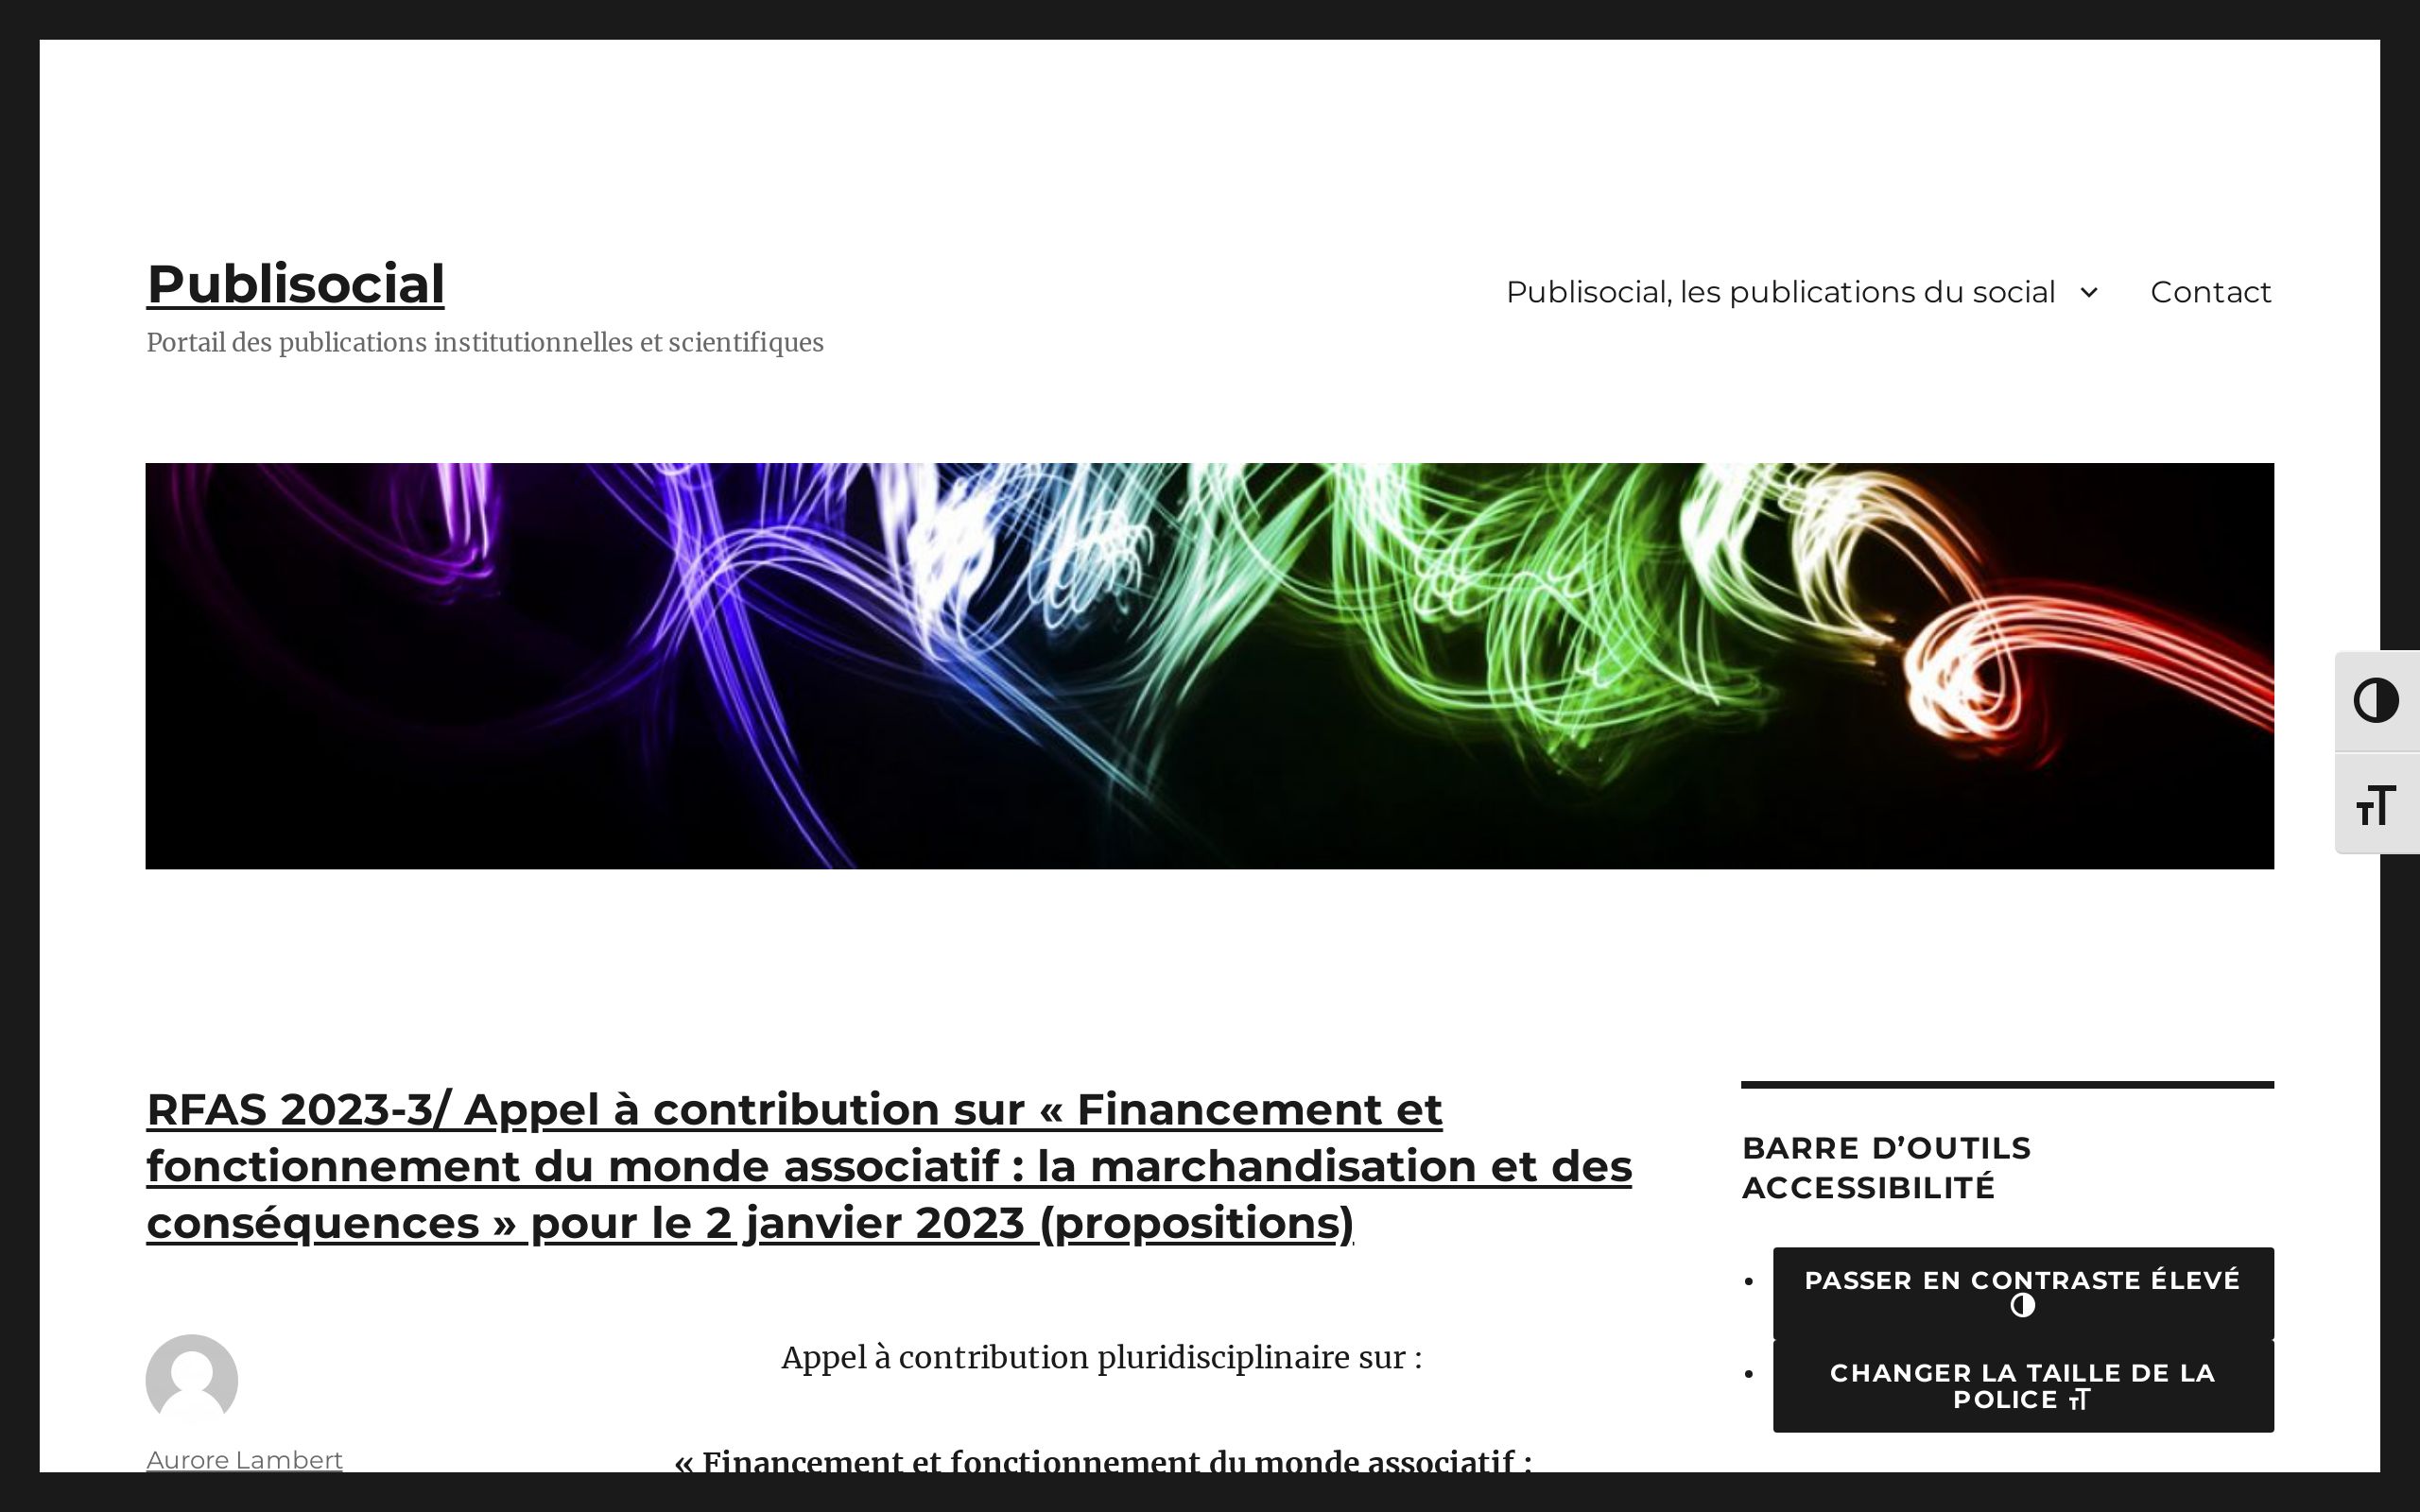 Publisocial
Portail des publications institutionnelles et scientifiques
Publisocial, les publications du social
Contact
RFAS 2023-3/ Appel à contribution sur « Financement et
fonctionnement du monde associatif : la marchandisation et des
conséquences » pour le 2 janvier 2023 (propositions)
Aurore Lambert
Appel à contribution pluridisciplinaire sur :
« Financement et fonctionnement du monde associatif :
BARRE D’OUTILS
ACCESSIBILITÉ
PASSER EN CONTRASTE ÉLEVÉ
CHANGER LA TAILLE DE LA
POLICE